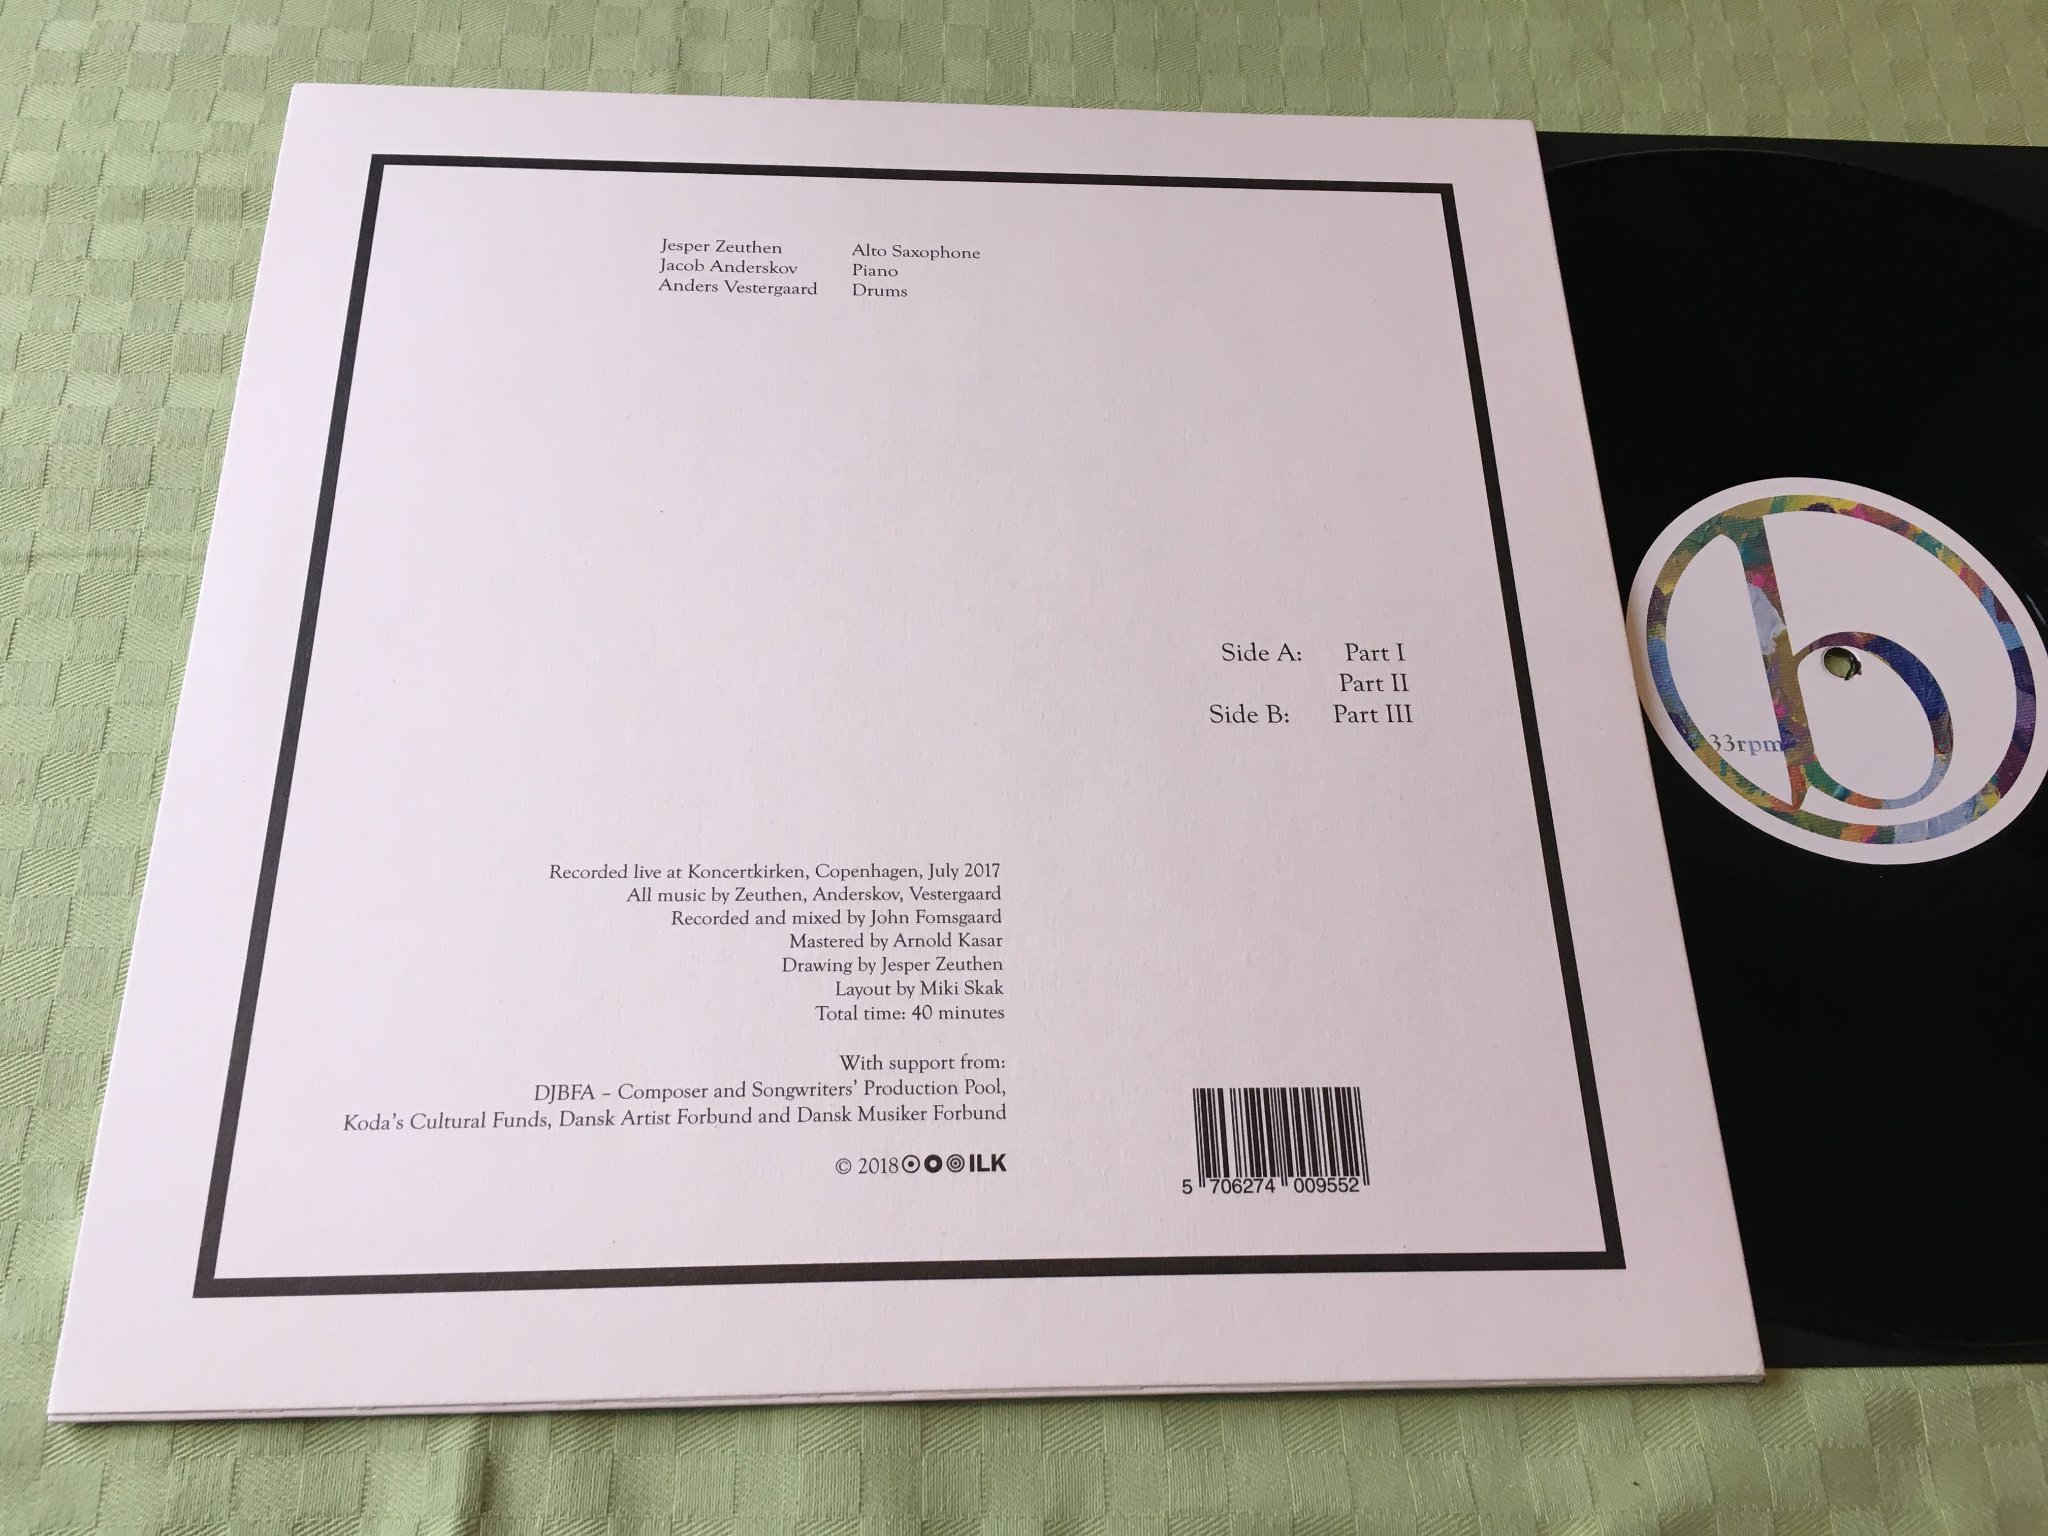 Jesper Zeuthen Alto Saxophone
Jacob Anderskov Piano
Anders Vestergaard Drums
Side A: Part I
Part II
Side B: Part III
b
33rpm
Recorded live at Koncertkirken, Copenhagen, July 2017
All music by Zeuthen, Anderskov, Vestergaard
Recorded and mixed by John Fomsgaard
Mastered by Arnold Kasar
Drawing by Jesper Zeuthen
Layout by Miki Skak
Total time: 40 minutes
With support from:
DJBFA – Composer and Songwriters' Production Pool,
Koda's Cultural Funds, Dansk Artist Forbund and Dansk Musiker Forbund
© 2018 ILK
5 706274 009552